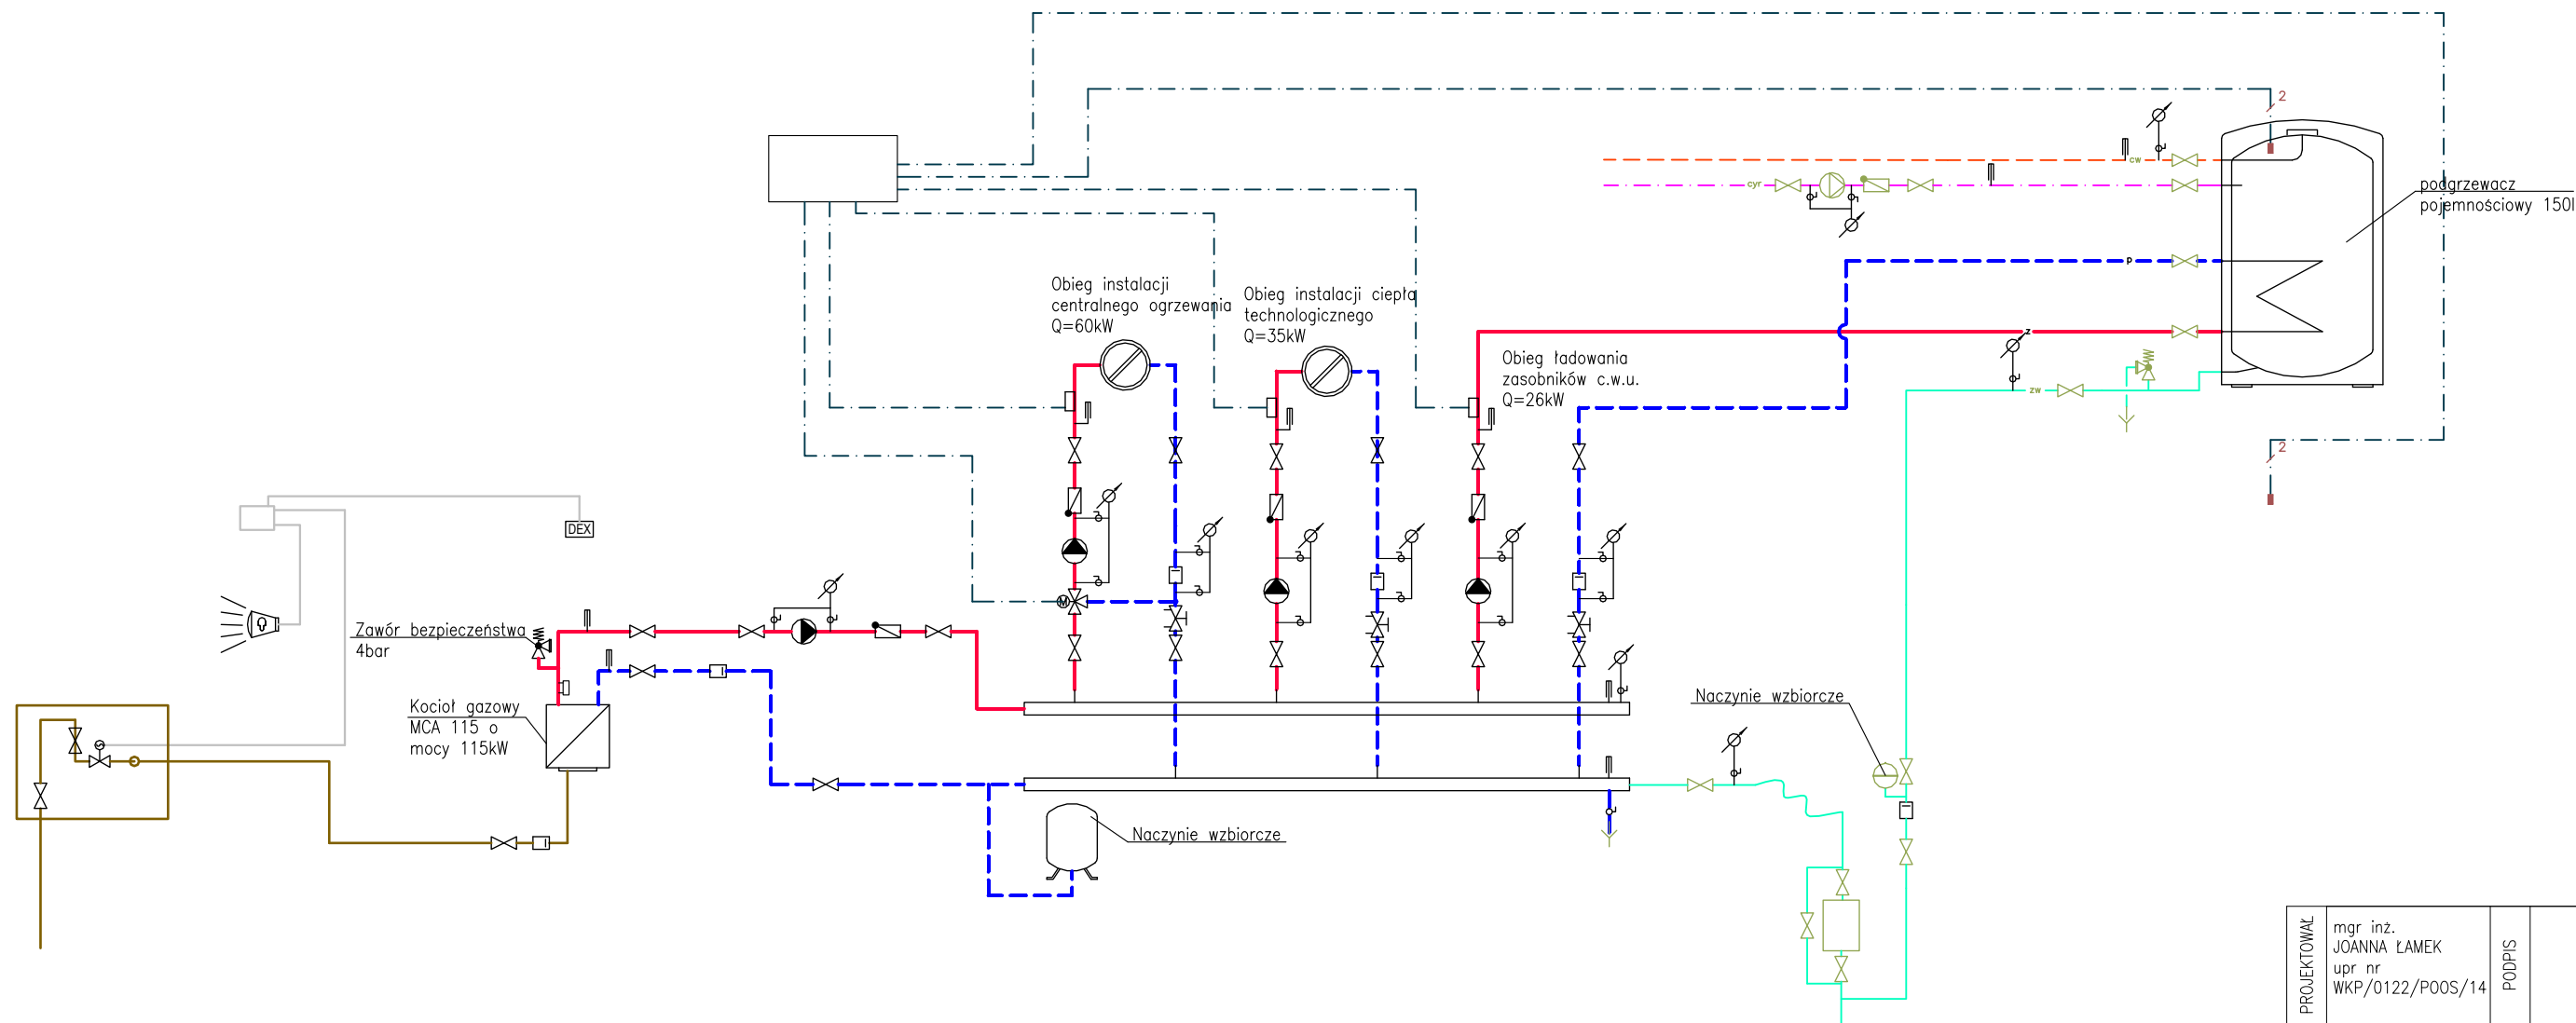 2
cw
cyr
podgrzewacz
pojemnościowy 150l
p
Obieg instalacji
centralnego ogrzewania
Q=60kW
Obieg instalacji ciepła
technologicznego
Q=35kW
z
Obieg ładowania
zasobników c.w.u.
Q=26kW
zw
2
DEX
M
Zawór bezpieczeństwa
4bar
Kocioł gazowy
MCA 115 o
mocy 115kW
Naczynie wzbiorcze
Naczynie wzbiorcze
PROJEKTOWAŁ
mgr inż.
JOANNA ŁAMEK
upr nr
WKP/0122/POOS/14
PODPIS